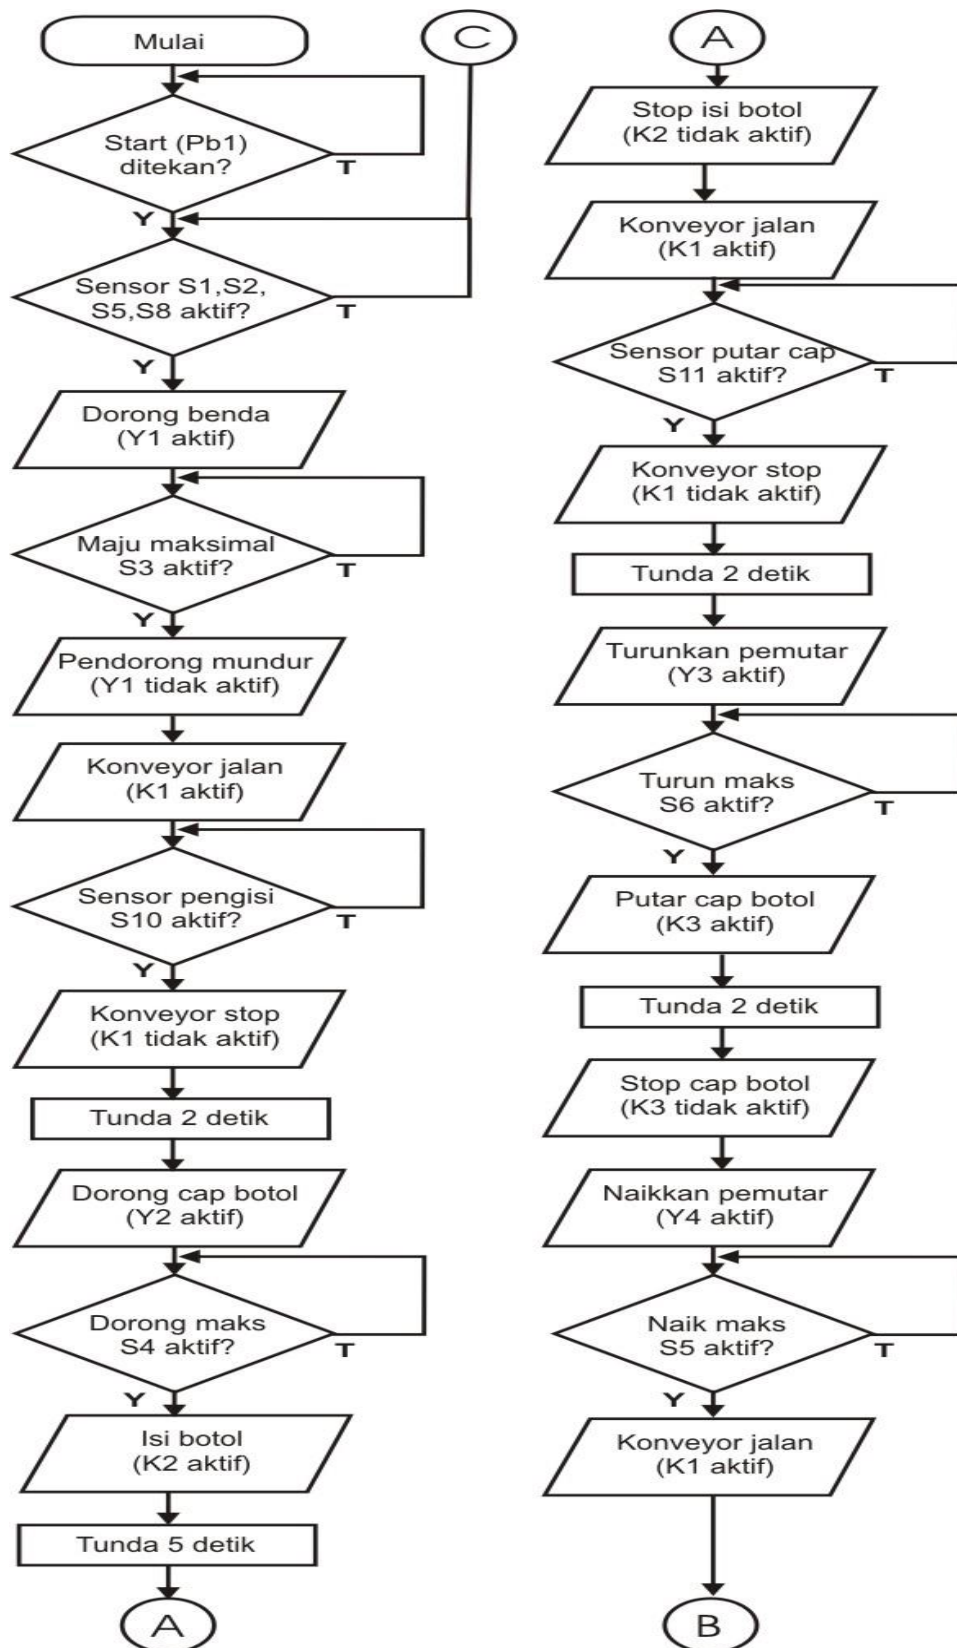 Mulai
Start (Pb1)
ditekan?
T
Y
Sensor S1,S2,
S5,S8 aktif?
T
Y
Dorong benda
(Y1 aktif)
Maju maksimal
S3 aktif?
T
Y
Pendorong mundur
(Y1 tidak aktif)
Konveyor jalan
(K1 aktif)
Sensor pengisi
S10 aktif?
T
Y
Konveyor stop
(K1 tidak aktif)
Tunda 2 detik
Dorong cap botol
(Y2 aktif)
Dorong maks
S4 aktif?
T
Y
Isi botol
(K2 aktif)
Tunda 5 detik
A
C
A
Stop isi botol
(K2 tidak aktif)
Konveyor jalan
(K1 aktif)
Sensor putar cap
S11 aktif?
T
Y
Konveyor stop
(K1 tidak aktif)
Tunda 2 detik
Turunkan pemutar
(Y3 aktif)
Turun maks
S6 aktif?
T
Y
Putar cap botol
(K3 aktif)
Tunda 2 detik
Stop cap botol
(K3 tidak aktif)
Naikkan pemutar
(Y4 aktif)
Naik maks
S5 aktif?
T
Y
Konveyor jalan
(K1 aktif)
B